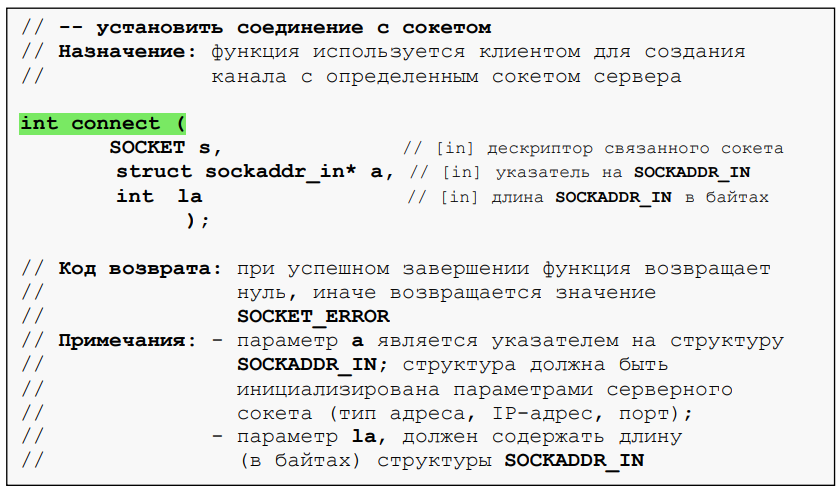 // -- установить соединение с сокетом
// Назначение: функция используется клиентом для создания
//             канала с определенным сокетом сервера
int connect (
SOCKET s,               // [in] дескриптор связанного сокета
struct sockaddr_in* a, // [in] указатель на SOCKADDR_IN
int  la                 // [in] длина SOCKADDR_IN в байтах
);
// Код возврата: при успешном завершении функция возвращает
//               нуль, иначе возвращается значение
//               SOCKET_ERROR
// Примечания: - параметр a является указателем на структуру
//               SOCKADDR_IN; структура должна быть
//               инициализирована параметрами серверного
//               сокета (тип адреса, IP-адрес, порт);
//             - параметр la, должен содержать длину
//               (в байтах) структуры SOCKADDR_IN